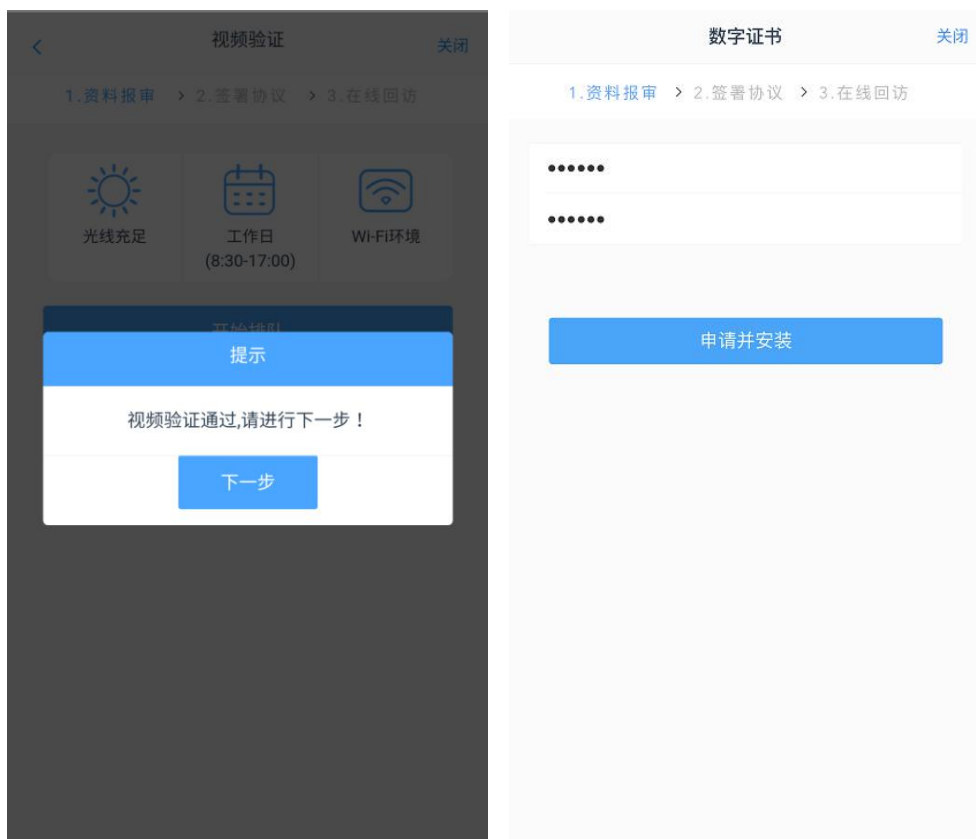 视频验证
关闭
1.资料报审 > 2.签署协议 > 3.在线回访
光线充足
工作日
(8:30-17:00)
Wi-Fi环境
开始排队
提示
视频验证通过,请进行下一步！
下一步
数字证书
关闭
1.资料报审 > 2.签署协议 > 3.在线回访
••••••
••••••
申请并安装